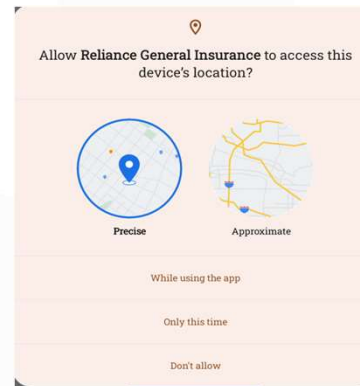 Allow Reliance General Insurance to access this
device's location?
Precise
Approximate
While using the app
Only this time
Don't allow